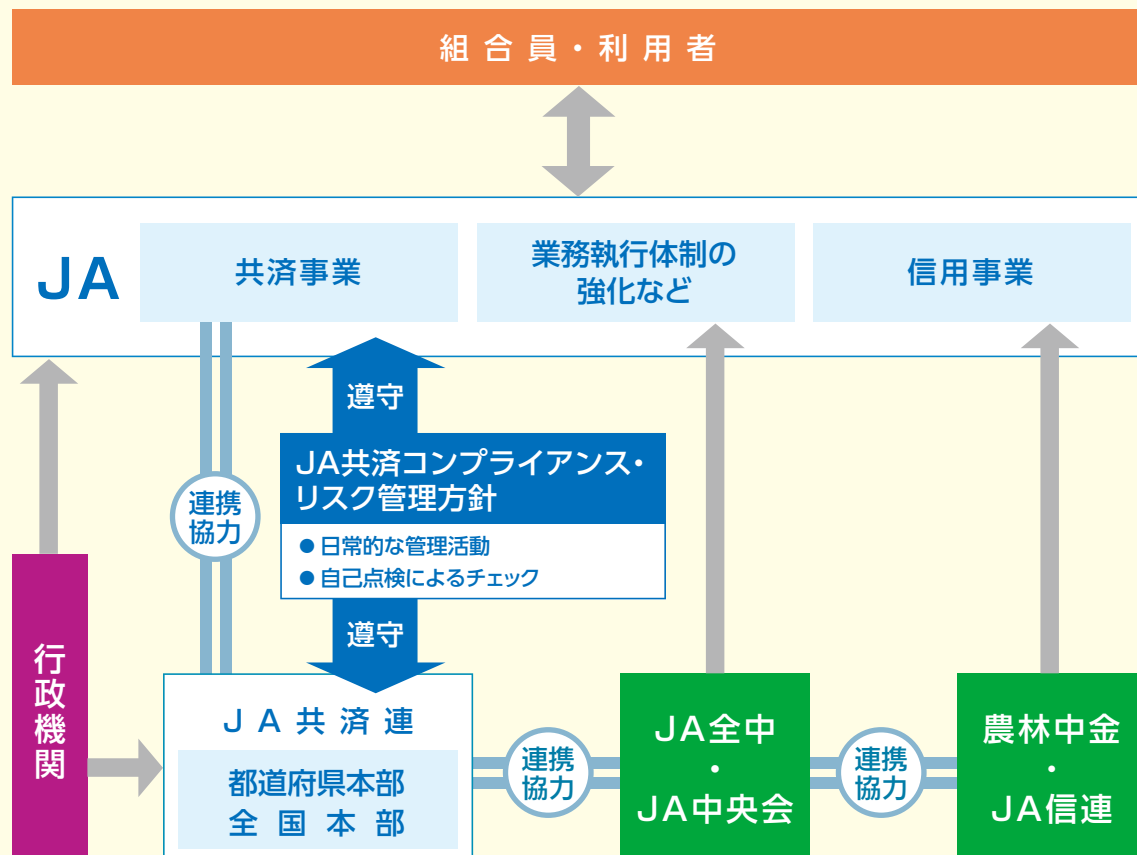 組合員・利用者
JA
共済事業
業務執行体制の
強化など
信用事業
遵守
JA共済コンプライアンス・
リスク管理方針
● 日常的な管理活動
● 自己点検によるチェック
連携
協力
遵守
行政機関
JA共済連
都道府県本部
全国本部
連携
協力
JA全中
・
JA中央会
連携
協力
農林中金
・
JA信連